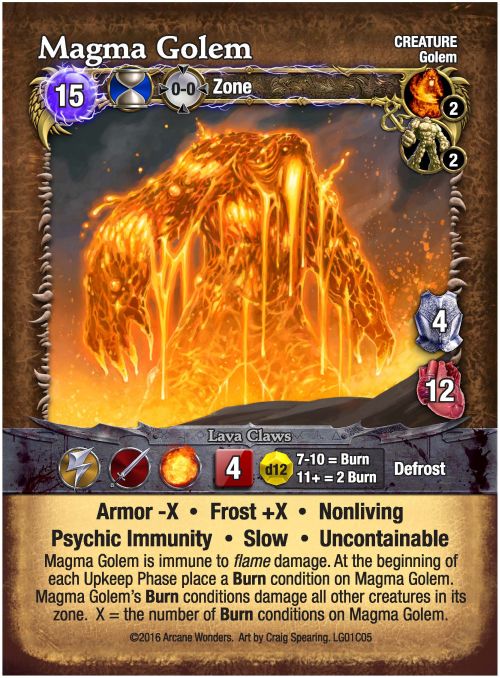 Magma Golem
CREATURE
Golem
15
0-0 Zone
2
2
4
12
Lava Claws
4
d12
7-10 = Burn
11+ = 2 Burn
Defrost
Armor -X • Frost +X • Nonliving
Psychic Immunity • Slow • Uncontainable
Magma Golem is immune to flame damage. At the beginning of
each Upkeep Phase place a Burn condition on Magma Golem.
Magma Golem's Burn conditions damage all other creatures in its
zone. X = the number of Burn conditions on Magma Golem.
©2016 Arcane Wonders. Art by Craig Spearing. LG01C05